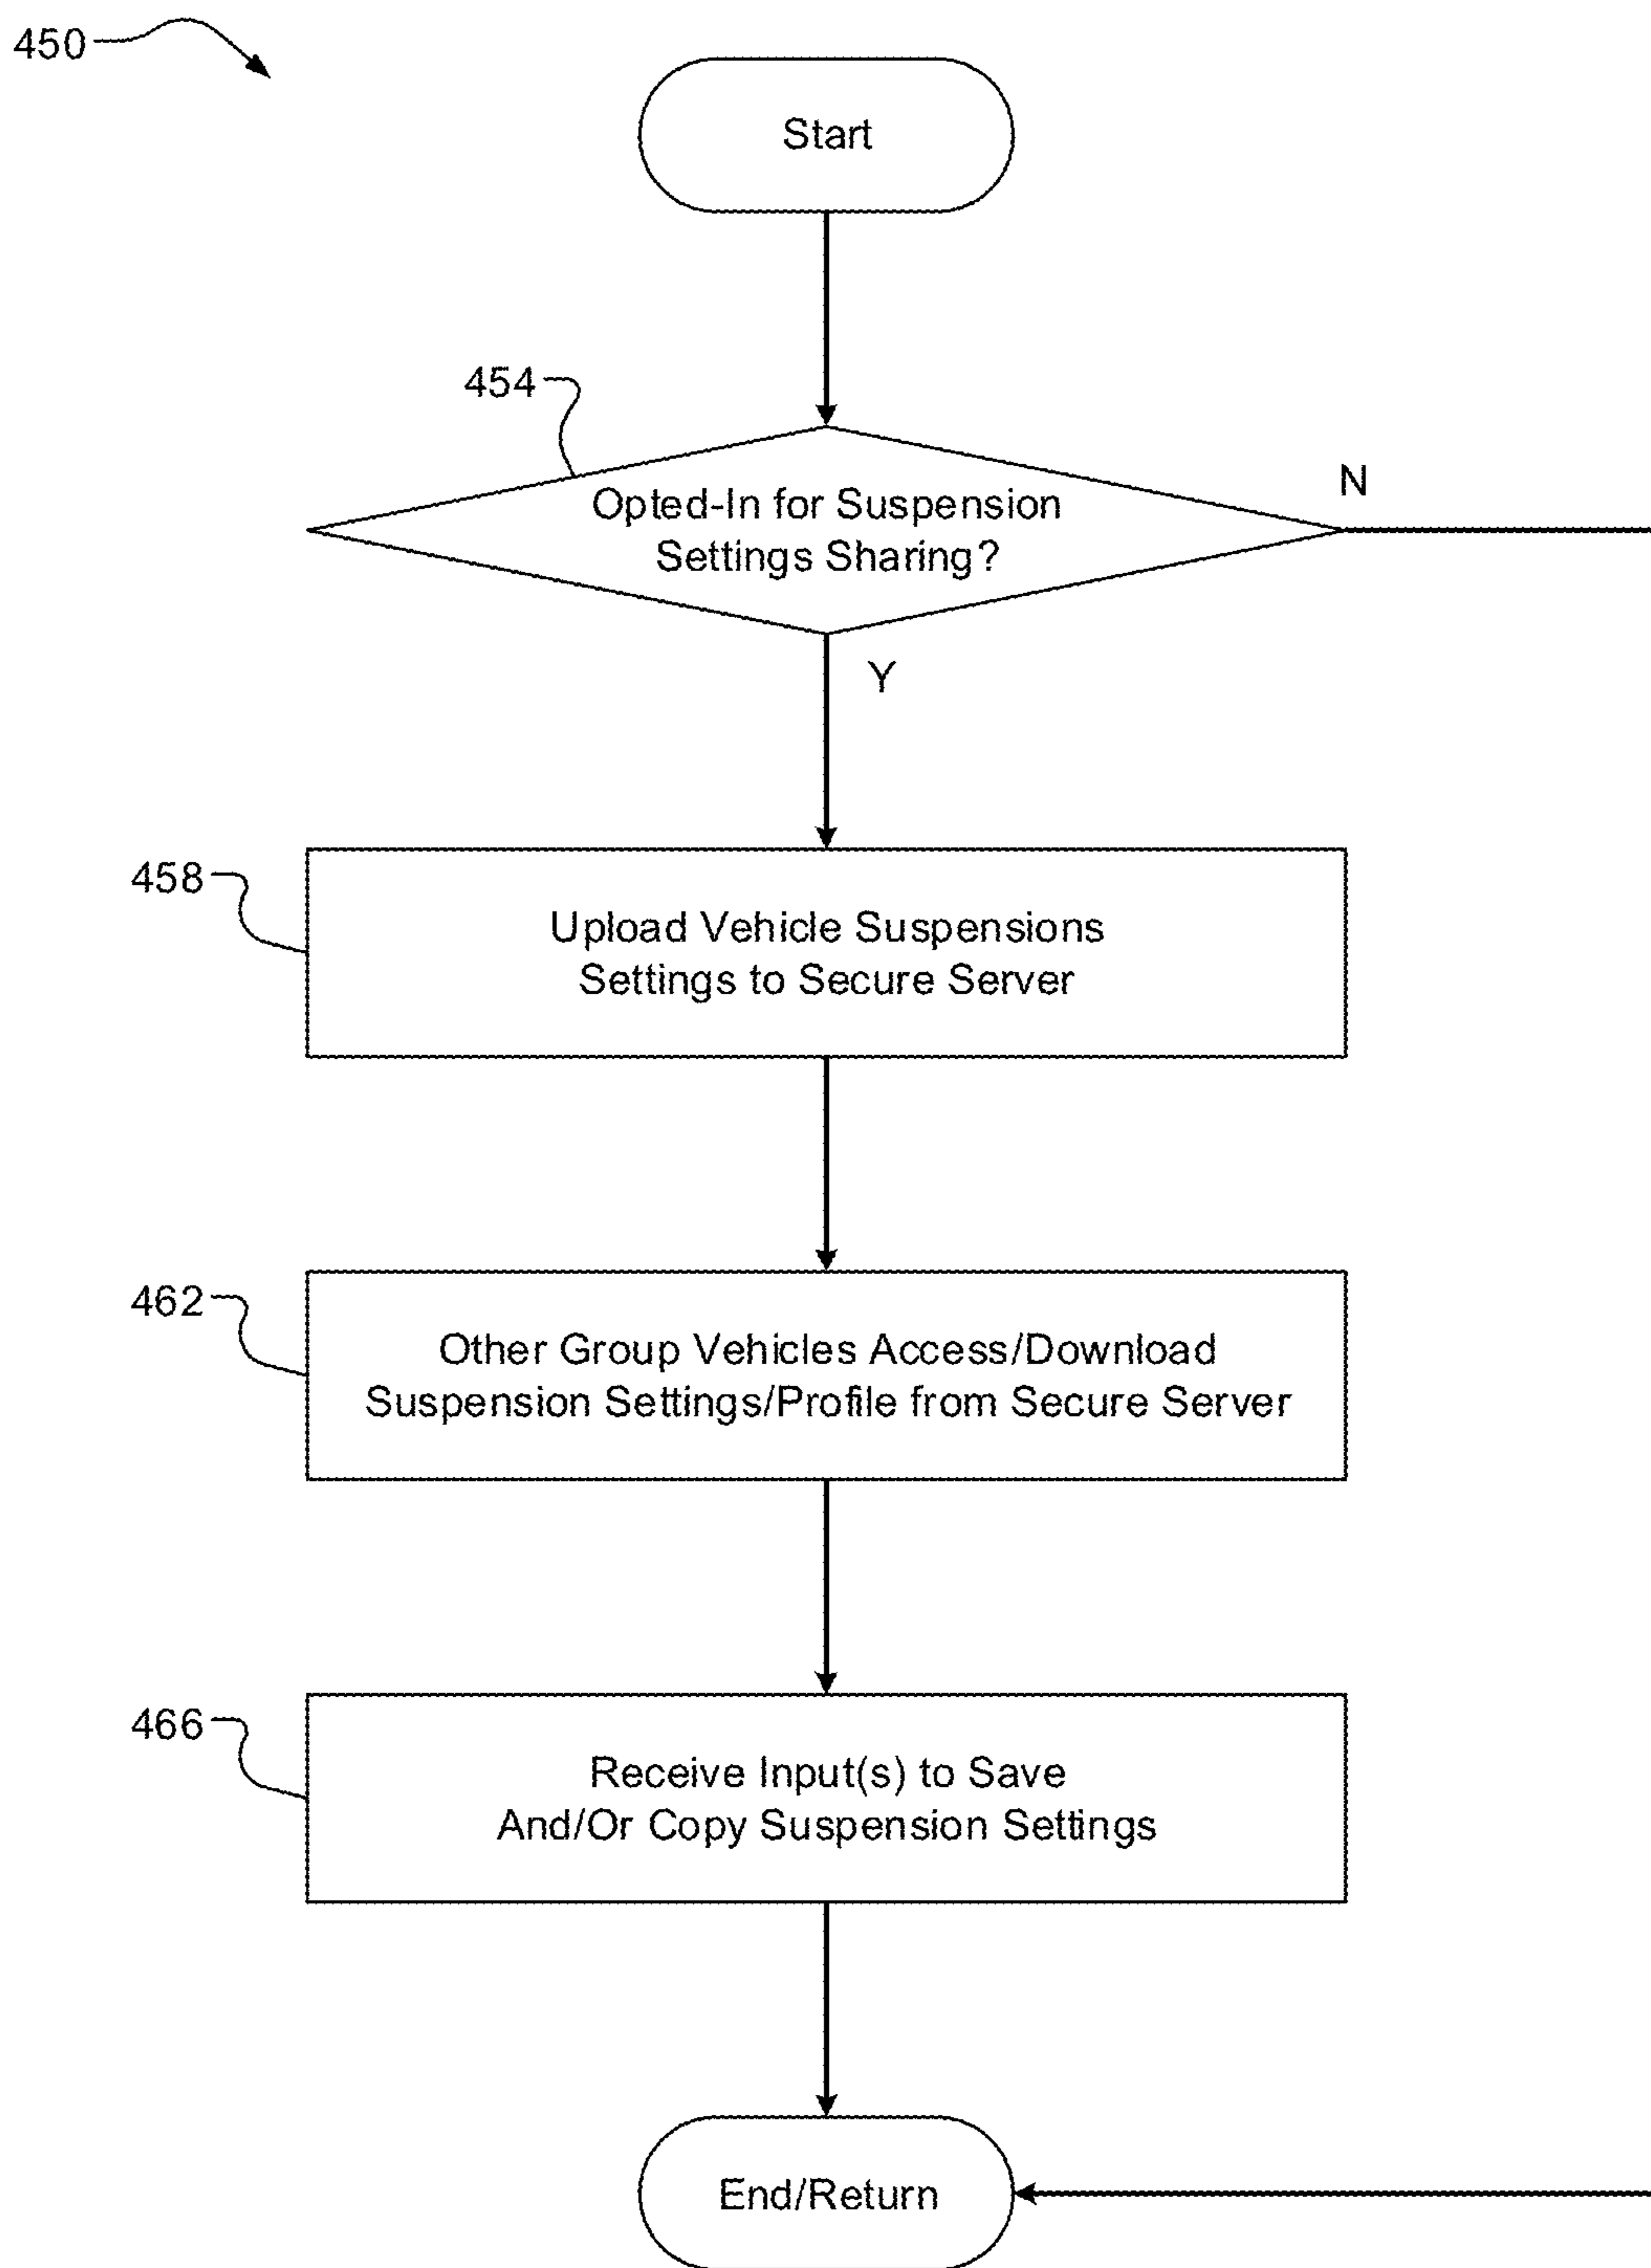 450
Start
454
Opted-In for Suspension
Settings Sharing?
N
Y
458
Upload Vehicle Suspensions
Settings to Secure Server
462
Other Group Vehicles Access/Download
Suspension Settings/Profile from Secure Server
466
Receive Input(s) to Save
And/Or Copy Suspension Settings
End/Return